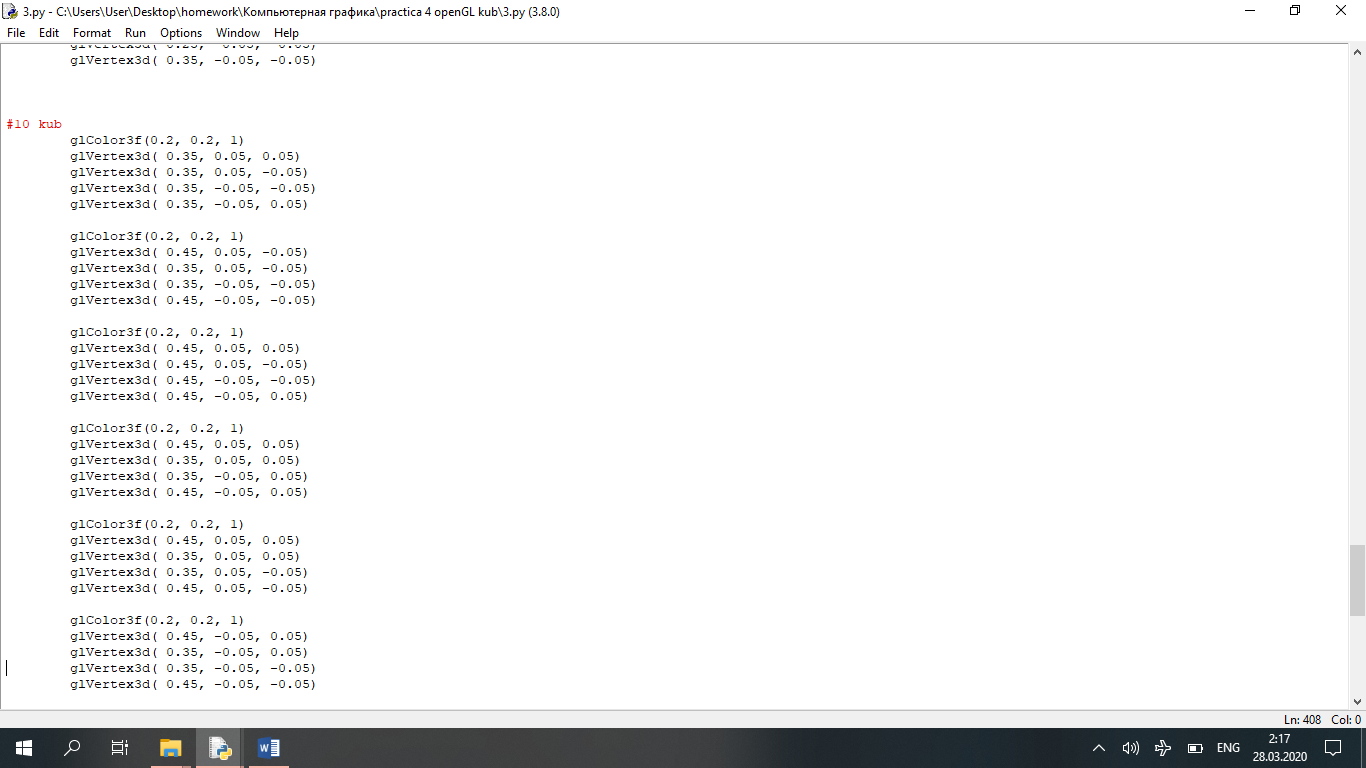 3.py - C:\Users\User\Desktop\homework\Компьютерная графика\practica 4 openGL kub\3.py (3.8.0)
File Edit Format Run Options Window Help
glVertex3d( 0.25, -0.05, -0.05)
glVertex3d( 0.35, -0.05, -0.05)
#10 kub
glColor3f(0.2, 0.2, 1)
glVertex3d( 0.35, 0.05, 0.05)
glVertex3d( 0.35, 0.05, -0.05)
glVertex3d( 0.35, -0.05, -0.05)
glVertex3d( 0.35, -0.05, 0.05)
glColor3f(0.2, 0.2, 1)
glVertex3d( 0.45, 0.05, -0.05)
glVertex3d( 0.35, 0.05, -0.05)
glVertex3d( 0.35, -0.05, -0.05)
glVertex3d( 0.45, -0.05, -0.05)
glColor3f(0.2, 0.2, 1)
glVertex3d( 0.45, 0.05, 0.05)
glVertex3d( 0.45, 0.05, -0.05)
glVertex3d( 0.45, -0.05, -0.05)
glVertex3d( 0.45, -0.05, 0.05)
glColor3f(0.2, 0.2, 1)
glVertex3d( 0.45, 0.05, 0.05)
glVertex3d( 0.35, 0.05, 0.05)
glVertex3d( 0.35, -0.05, 0.05)
glVertex3d( 0.45, -0.05, 0.05)
glColor3f(0.2, 0.2, 1)
glVertex3d( 0.45, 0.05, 0.05)
glVertex3d( 0.35, 0.05, 0.05)
glVertex3d( 0.35, 0.05, -0.05)
glVertex3d( 0.45, 0.05, -0.05)
glColor3f(0.2, 0.2, 1)
glVertex3d( 0.45, -0.05, 0.05)
glVertex3d( 0.35, -0.05, 0.05)
glVertex3d( 0.35, -0.05, -0.05)
glVertex3d( 0.45, -0.05, -0.05)
Ln: 408 Col: 0
ENG
2:17
28.03.2020